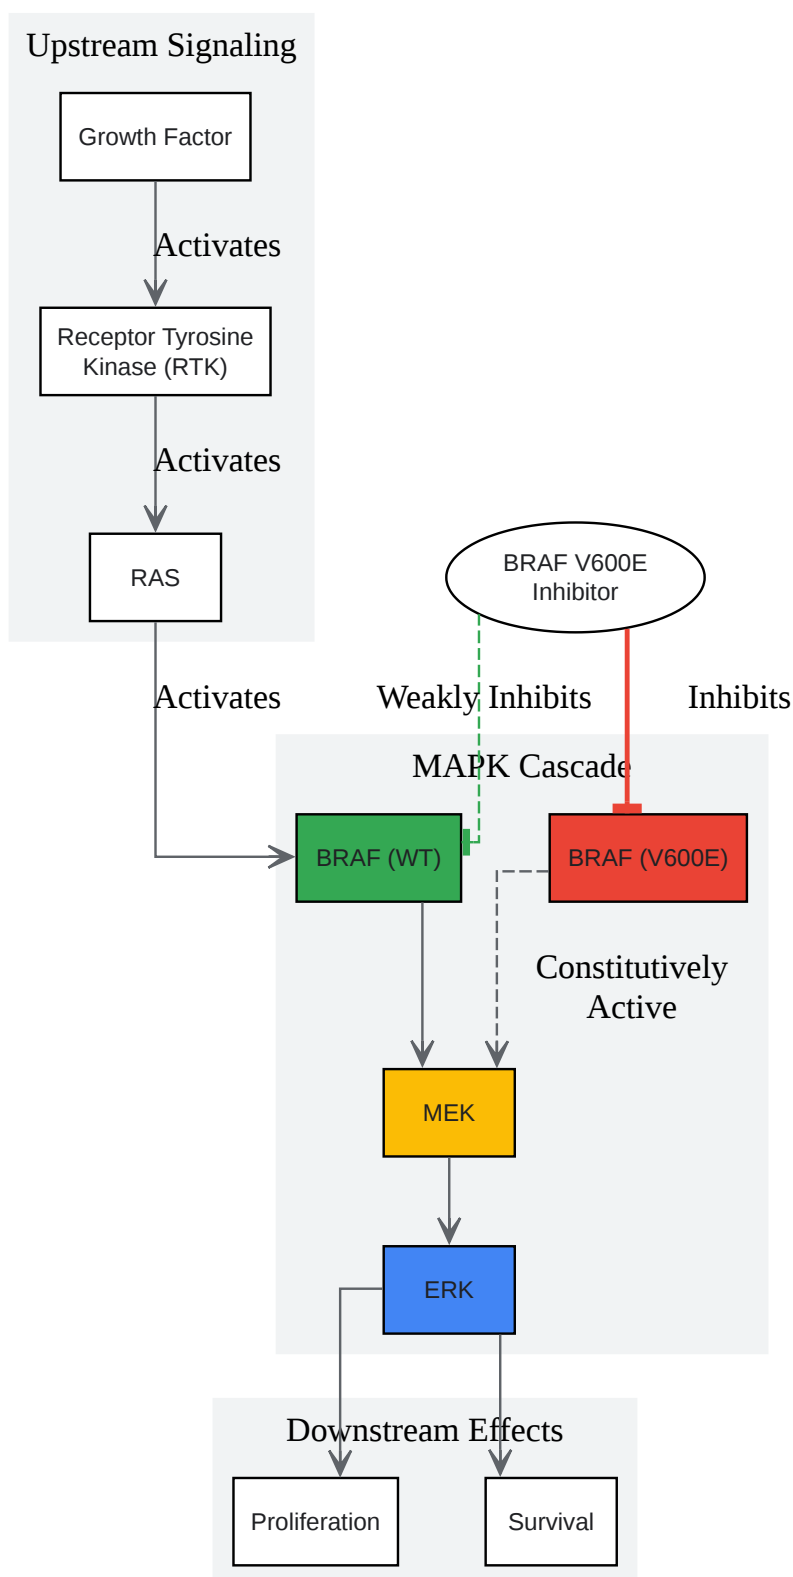 Upstream Signaling
Growth Factor
Activates
Receptor Tyrosine
Kinase (RTK)
Activates
RAS
BRAF V600E
Inhibitor
Activates
Weakly Inhibits
Inhibits
MAPK Cascade
BRAF (WT)
BRAF (V600E)
Constitutively
Active
MEK
ERK
Downstream Effects
Proliferation
Survival